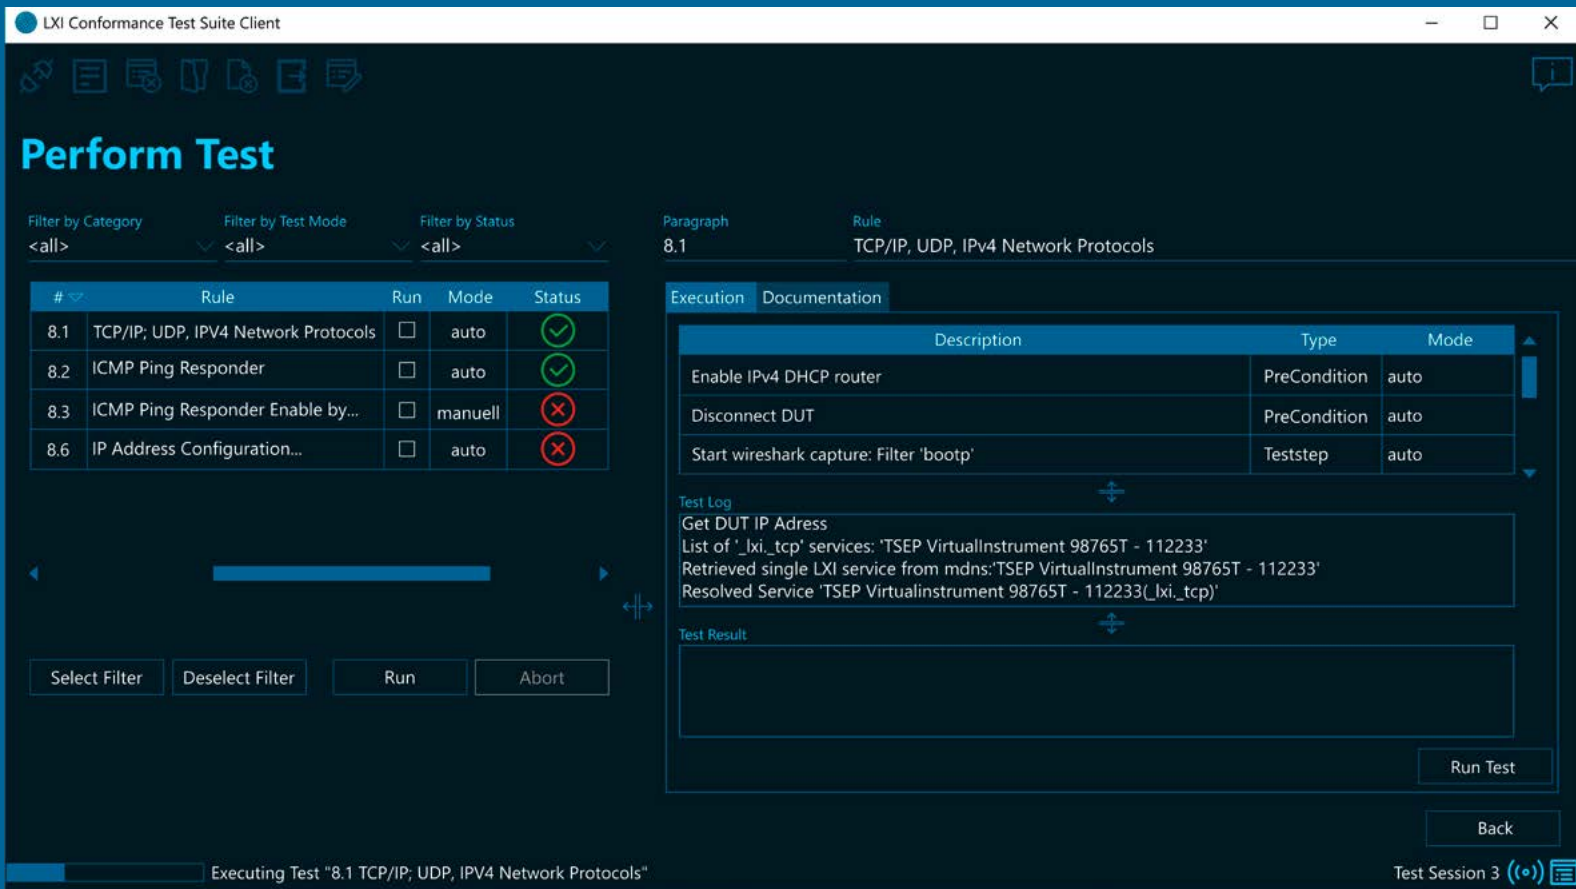 LXI Conformance Test Suite Client
Perform Test
Filter by Category Filter by Test Mode Filter by Status
<all> <all> <all>
# Rule Run Mode Status
8.1 TCP/IP; UDP, IPV4 Network Protocols auto
8.2 ICMP Ping Responder auto
8.3 ICMP Ping Responder Enable by... manuell
8.6 IP Address Configuration... auto
Select Filter Deselect Filter Run Abort
Paragraph Rule
8.1 TCP/IP, UDP, IPv4 Network Protocols
Execution Documentation
Description Type Mode
Enable IPv4 DHCP router PreCondition auto
Disconnect DUT PreCondition auto
Start wireshark capture: Filter 'bootp' Teststep auto
Test Log
Get DUT IP Adress
List of '_lxi._tcp' services: 'TSEP VirtualInstrument 98765T - 112233'
Retrieved single LXI service from mdns:'TSEP VirtualInstrument 98765T - 112233'
Resolved Service 'TSEP Virtualinstrument 98765T - 112233(_lxi._tcp)'
Test Result
Run Test
Back
Executing Test "8.1 TCP/IP; UDP, IPV4 Network Protocols" Test Session 3